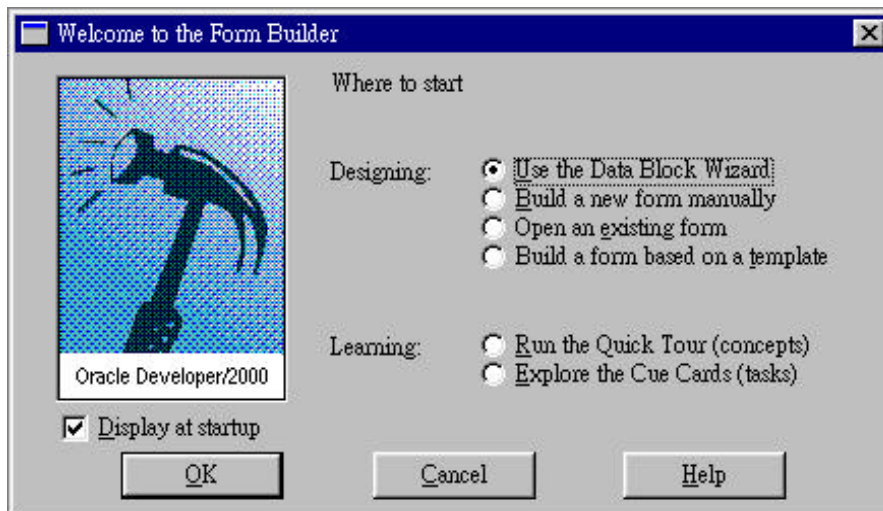 Welcome to the Form Builder
Where to start
Designing:
Use the Data Block Wizard
Build a new form manually
Open an existing form
Build a form based on a template
Learning:
Run the Quick Tour (concepts)
Explore the Cue Cards (tasks)
Oracle Developer/2000
Display at startup
OK Cancel Help